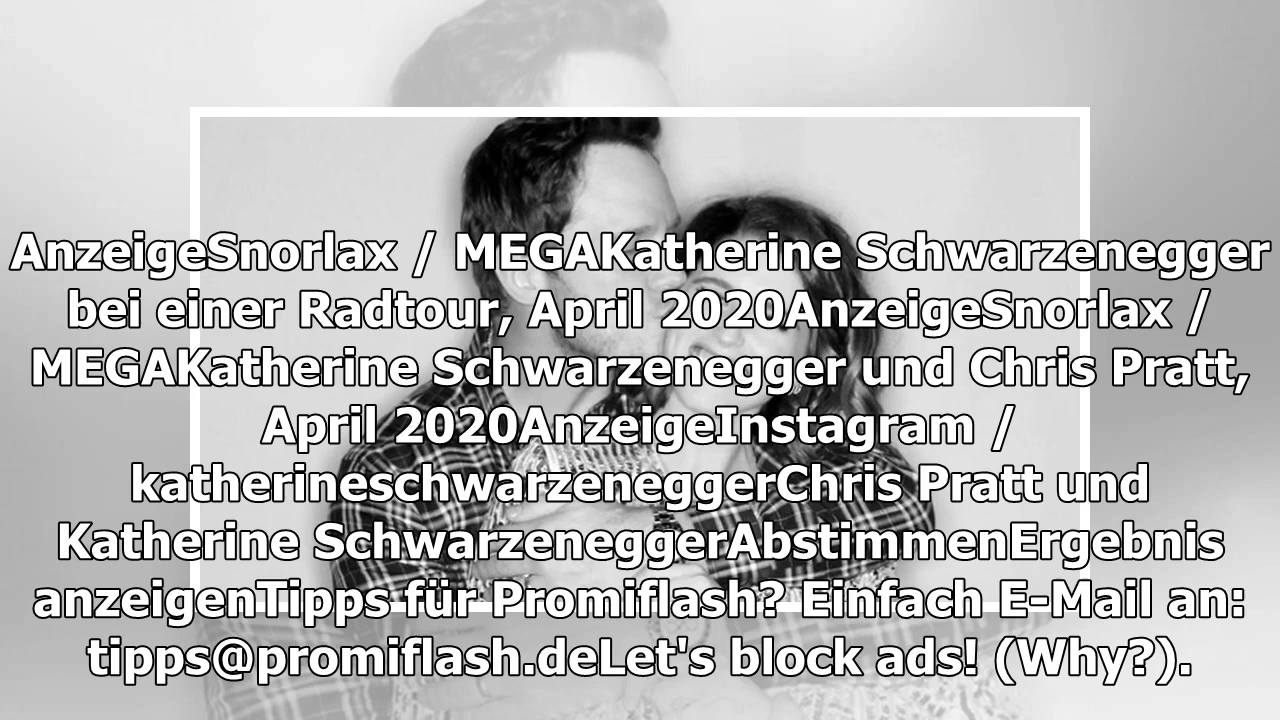 AnzeigeSnorlax / MEGAKatherine Schwarzenegger
bei einer Radtour, April 2020AnzeigeSnorlax /
MEGAKatherine Schwarzenegger und Chris Pratt,
April 2020AnzeigeInstagram /
katherineschwarzeneggerChris Pratt und
Katherine SchwarzeneggerAbstimmenErgebnis
anzeigenTipps für Promiflash? Einfach E-Mail an:
tipps@promiflash.deLet's block ads! (Why?).